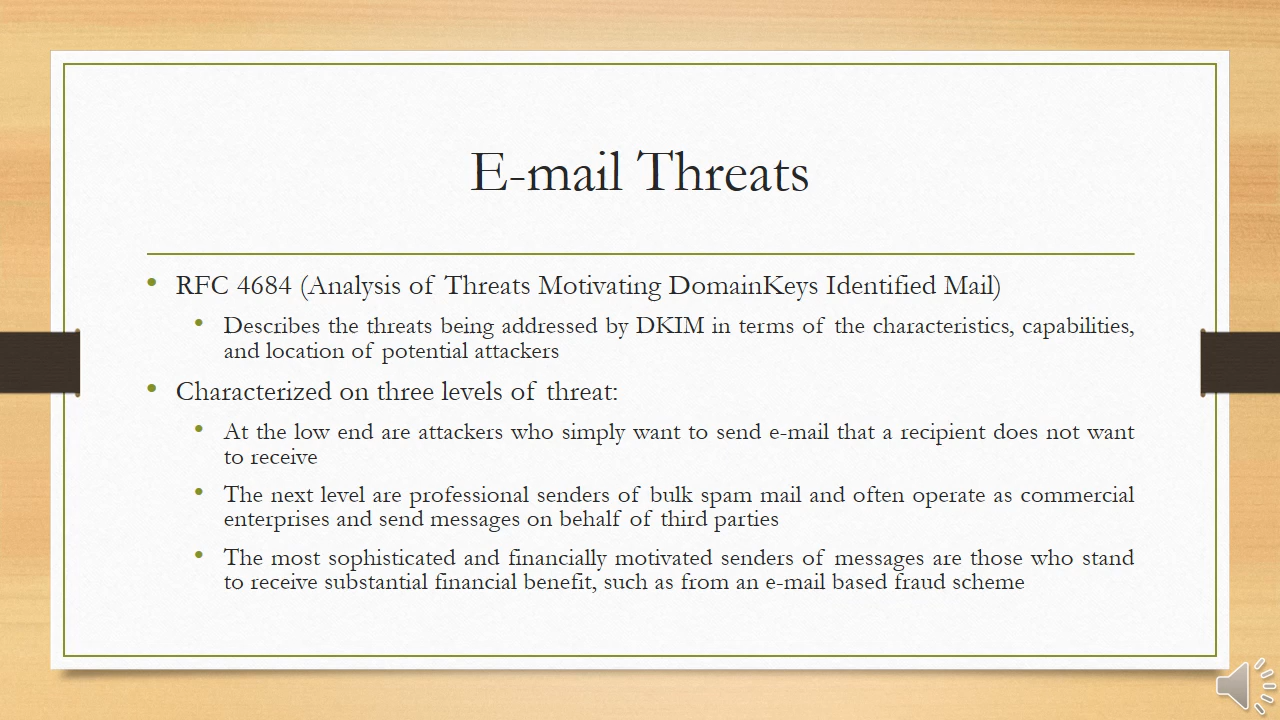 E-mail Threats
• RFC 4684 (Analysis of Threats Motivating DomainKeys Identified Mail)
• Describes the threats being addressed by DKIM in terms of the characteristics, capabilities,
and location of potential attackers
• Characterized on three levels of threat:
• At the low end are attackers who simply want to send e-mail that a recipient does not want
to receive
• The next level are professional senders of bulk spam mail and often operate as commercial
enterprises and send messages on behalf of third parties
• The most sophisticated and financially motivated senders of messages are those who stand
to receive substantial financial benefit, such as from an e-mail based fraud scheme